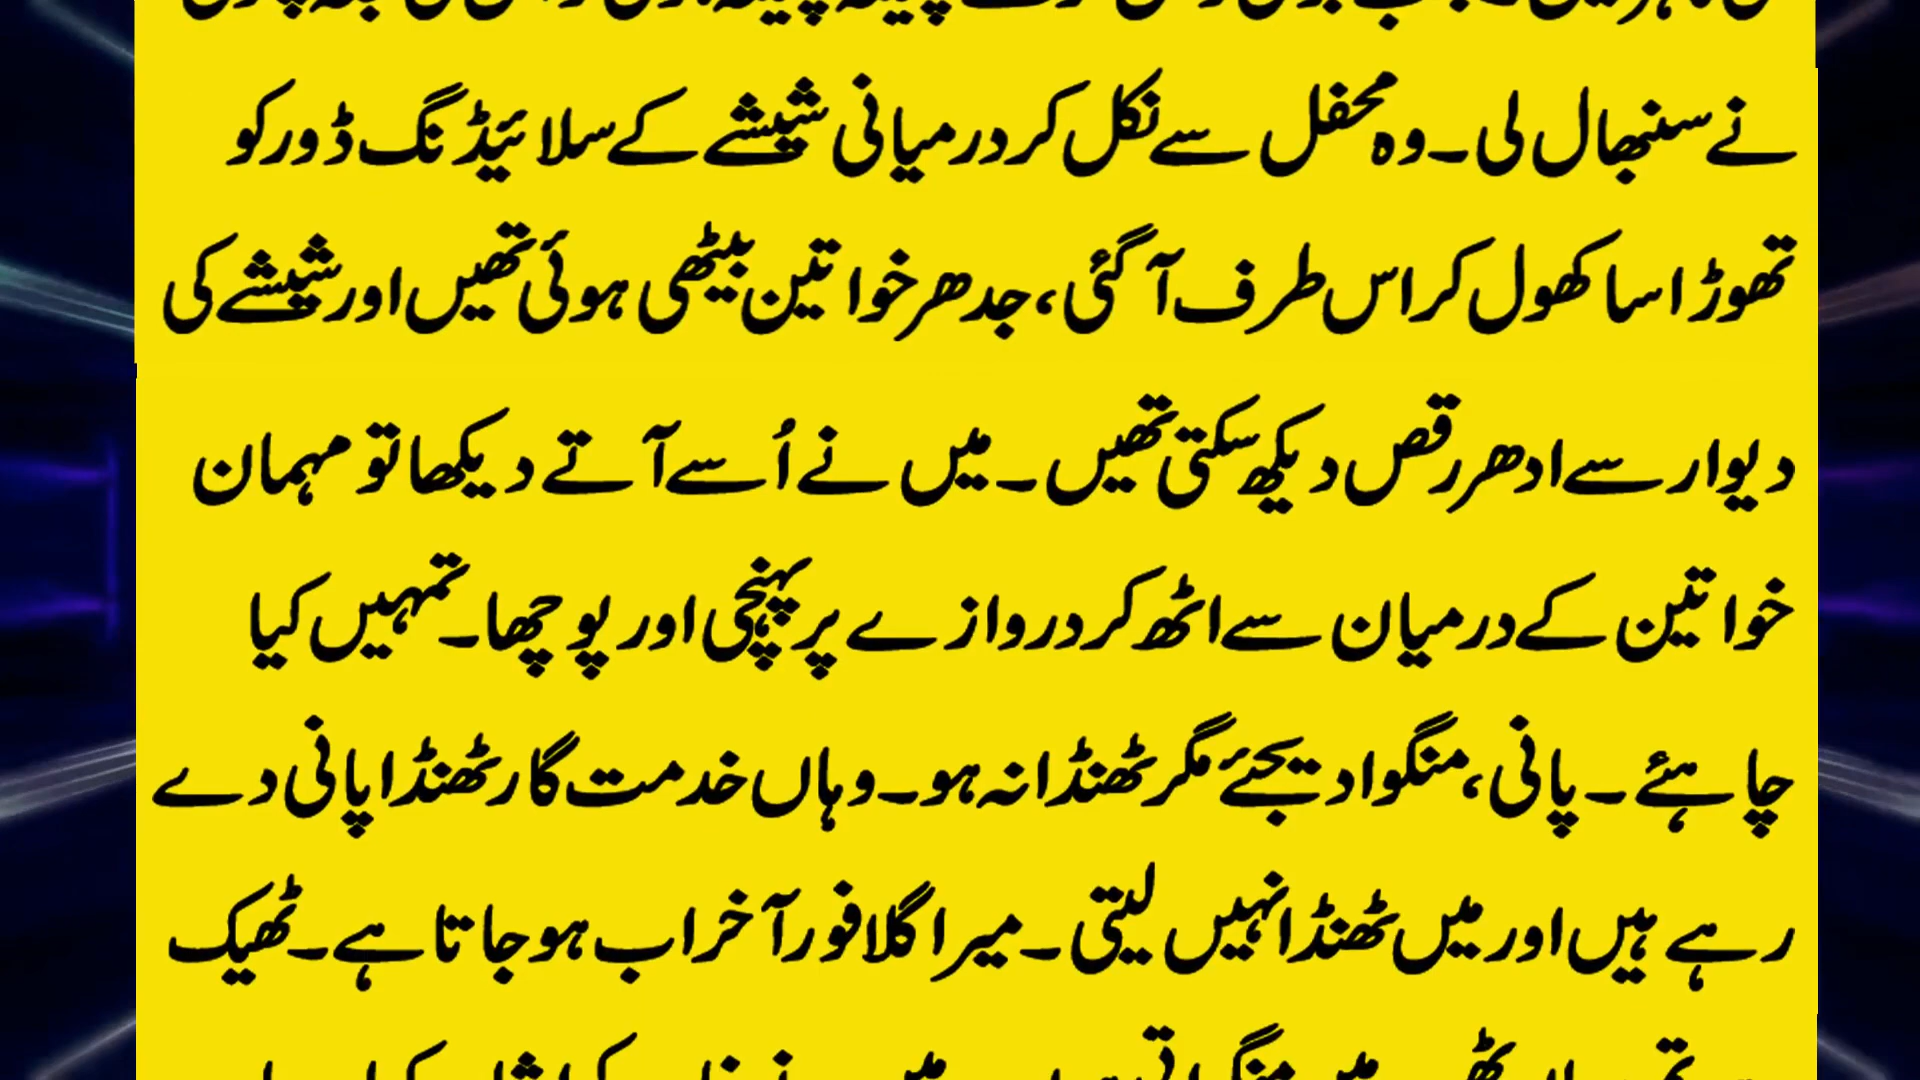 نے سنبھال لی۔ وہ محفل سے نکل کر درمیانی شیشے کے سلائیڈنگ ڈور کو
تھوڑا سا کھول کر اس طرف آ گئی، جدھر خواتین بیٹھی ہوئی تھیں اور شیشے کی
دیوار سے ادھر رقص دیکھ سکتی تھیں۔ میں نے اُسے آتے دیکھا تو مہمان
خواتین کے درمیان سے اٹھ کر دروازے پر پہنچی اور پوچھا۔ تمہیں کیا
چاہئے۔ پانی، منگوا دیجئے مگر ٹھنڈا نہ ہو۔ وہاں خدمت گار ٹھنڈا پانی دے
رہے ہیں اور میں ٹھنڈا نہیں لیتی۔ میرا گلا فوراً خراب ہو جاتا ہے۔ ٹھیک